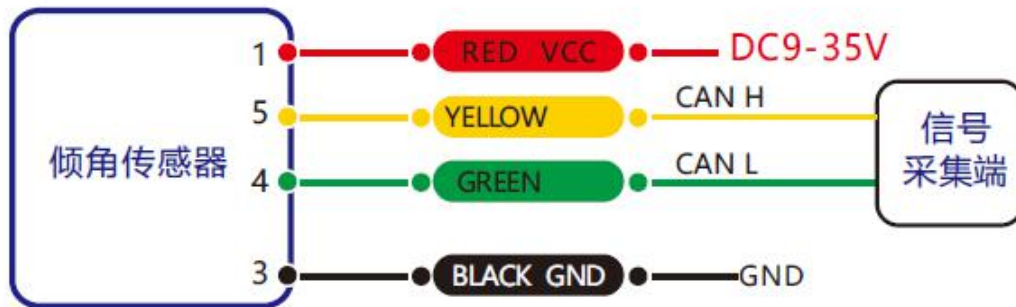 1 RED VCC DC9-35V
5 YELLOW CAN H
倾角传感器
4 GREEN CAN L
信号
采集端
3 BLACK GND GND